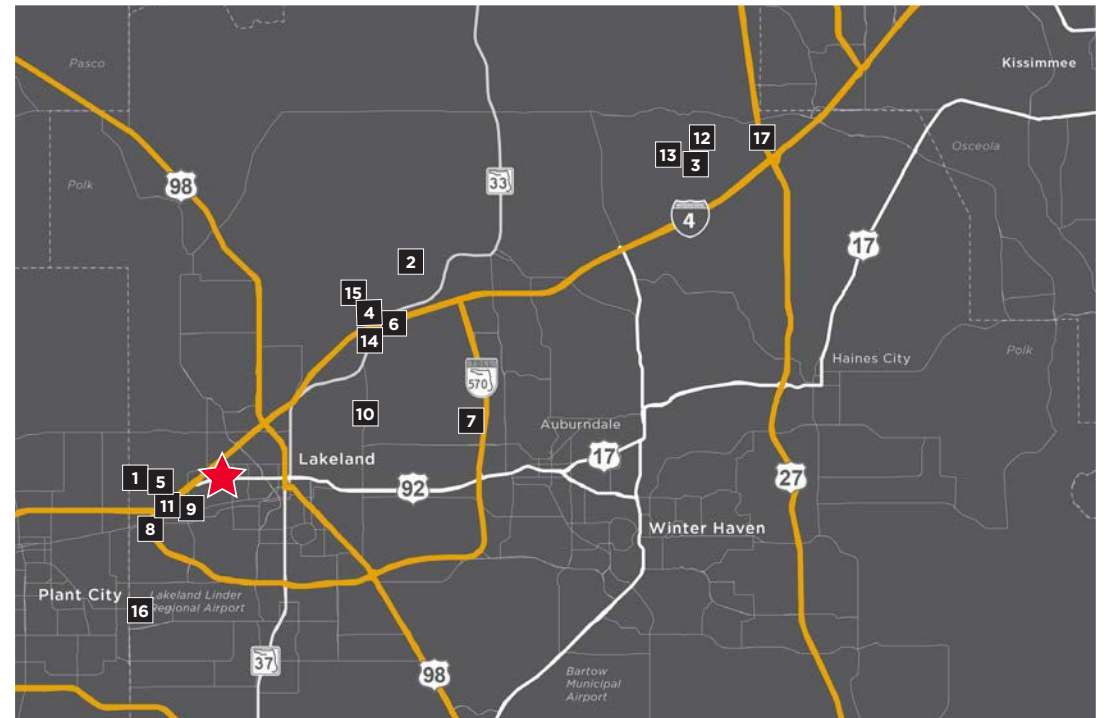 Pasco
Kissimmee
12
17
13
3
Osceola
Polk
98
33
4
17
2
15
4
6
14
Haines City
Polk
570
10
7
Auburndale
Lakeland
17
1
5
92
27
11
9
8
Winter Haven
Plant City
Lakeland Linder
Regional Airport
16
37
98
Bartow
Municipal
Airport